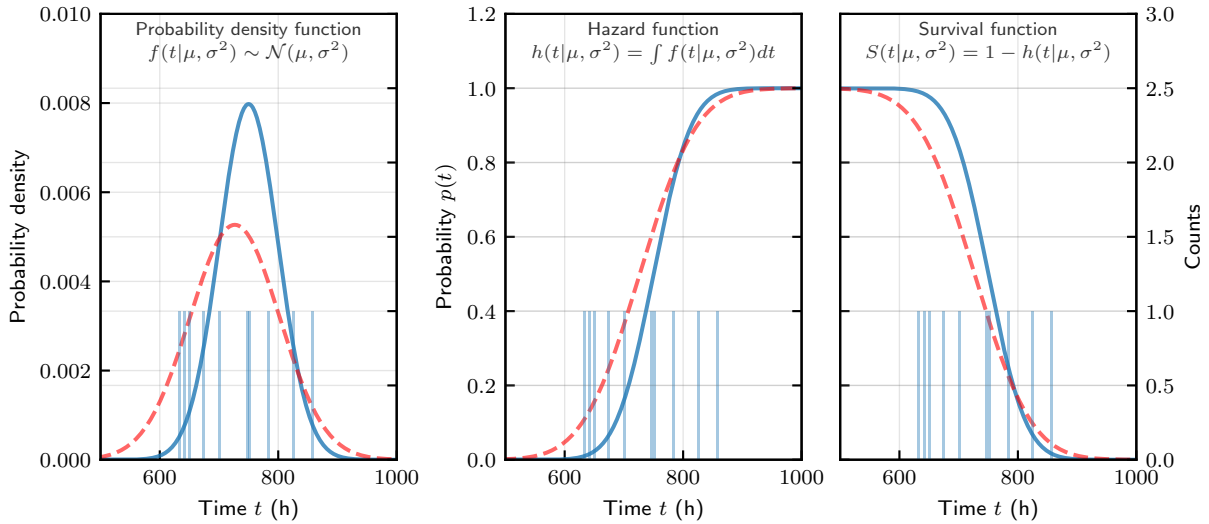 Probability density function
f(t|μ, σ²) ∼ 𝒩(μ, σ²)
0.010
0.008
0.006
0.004
0.002
0.000
Probability density
600
800
1000
Time t (h)
Hazard function
h(t|μ, σ²) = ∫ f(t|μ, σ²)dt
1.2
1.0
0.8
0.6
0.4
0.2
0.0
Probability p(t)
600
800
1000
Time t (h)
Survival function
S(t|μ, σ²) = 1 − h(t|μ, σ²)
3.0
2.5
2.0
1.5
1.0
0.5
0.0
Counts
600
800
1000
Time t (h)